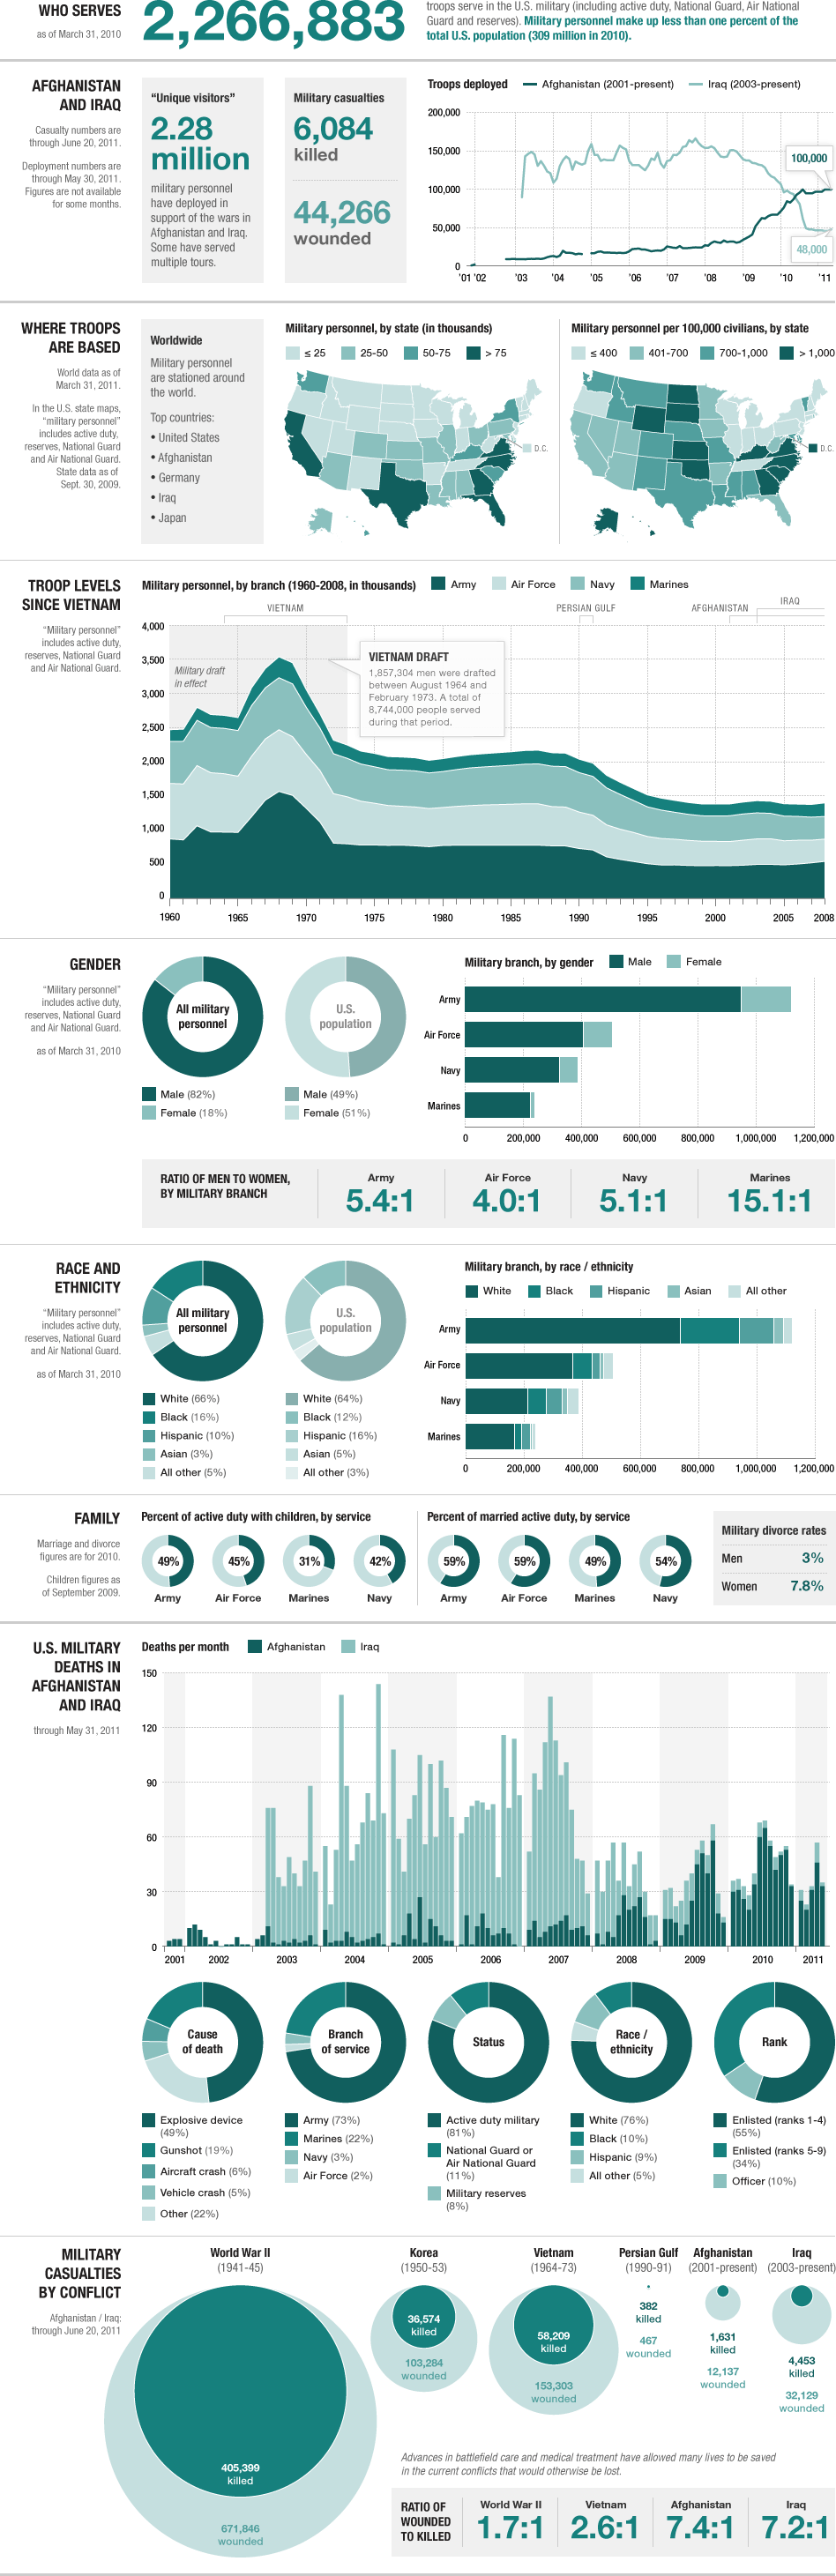 WHO SERVES
as of March 31, 2010
2,266,883
troops serve in the U.S. military (including active duty, National Guard, Air National
Guard and reserves). Military personnel make up less than one percent of the
total U.S. population (309 million in 2010).
AFGHANISTAN
AND IRAQ
Casualty numbers are
through June 20, 2011.
Deployment numbers are
through May 30, 2011.
Figures are not available
for some months.
“Unique visitors”
2.28
million
military personnel
have deployed in
support of the wars in
Afghanistan and Iraq.
Some have served
multiple tours.
Military casualties
6,084
killed
44,266
wounded
Troops deployed
Afghanistan (2001-present)
Iraq (2003-present)
200,000
150,000
100,000
50,000
0
100,000
48,000
'01 '02 '03 '04 '05 '06 '07 '08 '09 '10 '11
WHERE TROOPS
ARE BASED
World data as of
March 31, 2011.
In the U.S. state maps,
“military personnel”
includes active duty,
reserves, National Guard
and Air National Guard.
State data as of
Sept. 30, 2009.
Worldwide
Military personnel
are stationed around
the world.
Top countries:
• United States
• Afghanistan
• Germany
• Iraq
• Japan
Military personnel, by state (in thousands)
≤ 25 25-50 50-75 > 75
D.C.
Military personnel per 100,000 civilians, by state
≤ 400 401-700 700-1,000 > 1,000
D.C.
TROOP LEVELS
SINCE VIETNAM
“Military personnel”
includes active duty,
reserves, National Guard
and Air National Guard.
Military personnel, by branch (1960-2008, in thousands)
Army Air Force Navy Marines
VIETNAM
PERSIAN GULF
AFGHANISTAN
IRAQ
4,000
3,500
3,000
2,500
2,000
1,500
1,000
500
0
Military draft
in effect
VIETNAM DRAFT
1,857,304 men were drafted
between August 1964 and
February 1973. A total of
8,744,000 people served
during that period.
1960 1965 1970 1975 1980 1985 1990 1995 2000 2005 2008
GENDER
“Military personnel”
includes active duty,
reserves, National Guard
and Air National Guard.
as of March 31, 2010
All military
personnel
Male (82%)
Female (18%)
U.S.
population
Male (49%)
Female (51%)
Military branch, by gender
Male Female
Army
Air Force
Navy
Marines
0 200,000 400,000 600,000 800,000 1,000,000 1,200,000
RATIO OF MEN TO WOMEN,
BY MILITARY BRANCH
Army
5.4:1
Air Force
4.0:1
Navy
5.1:1
Marines
15.1:1
RACE AND
ETHNICITY
“Military personnel”
includes active duty,
reserves, National Guard
and Air National Guard.
as of March 31, 2010
All military
personnel
White (66%)
Black (16%)
Hispanic (10%)
Asian (3%)
All other (5%)
U.S.
population
White (64%)
Black (12%)
Hispanic (16%)
Asian (5%)
All other (3%)
Military branch, by race / ethnicity
White Black Hispanic Asian All other
Army
Air Force
Navy
Marines
0 200,000 400,000 600,000 800,000 1,000,000 1,200,000
FAMILY
Marriage and divorce
figures are for 2010.
Children figures as
of September 2009.
Percent of active duty with children, by service
49% 45% 31% 42%
Army Air Force Marines Navy
Percent of married active duty, by service
59% 59% 49% 54%
Army Air Force Marines Navy
Military divorce rates
Men 3%
Women 7.8%
U.S. MILITARY
DEATHS IN
AFGHANISTAN
AND IRAQ
through May 31, 2011
Deaths per month
Afghanistan Iraq
150
120
90
60
30
0
2001 2002 2003 2004 2005 2006 2007 2008 2009 2010 2011
Cause
of death
Explosive device
(49%)
Gunshot (19%)
Aircraft crash (6%)
Vehicle crash (5%)
Other (22%)
Branch
of service
Army (73%)
Marines (22%)
Navy (3%)
Air Force (2%)
Status
Active duty military
(81%)
National Guard or
Air National Guard
(11%)
Military reserves
(8%)
Race /
ethnicity
White (76%)
Black (10%)
Hispanic (9%)
All other (5%)
Rank
Enlisted (ranks 1-4)
(55%)
Enlisted (ranks 5-9)
(34%)
Officer (10%)
MILITARY
CASUALTIES
BY CONFLICT
Afghanistan / Iraq:
through June 20, 2011
World War II
(1941-45)
405,399
killed
671,846
wounded
Korea
(1950-53)
36,574
killed
103,284
wounded
Vietnam
(1964-73)
58,209
killed
153,303
wounded
Persian Gulf
(1990-91)
382
killed
467
wounded
Afghanistan
(2001-present)
1,631
killed
12,137
wounded
Iraq
(2003-present)
4,453
killed
32,129
wounded
Advances in battlefield care and medical treatment have allowed many lives to be saved
in the current conflicts that would otherwise be lost.
RATIO OF
WOUNDED
TO KILLED
World War II
1.7:1
Vietnam
2.6:1
Afghanistan
7.4:1
Iraq
7.2:1